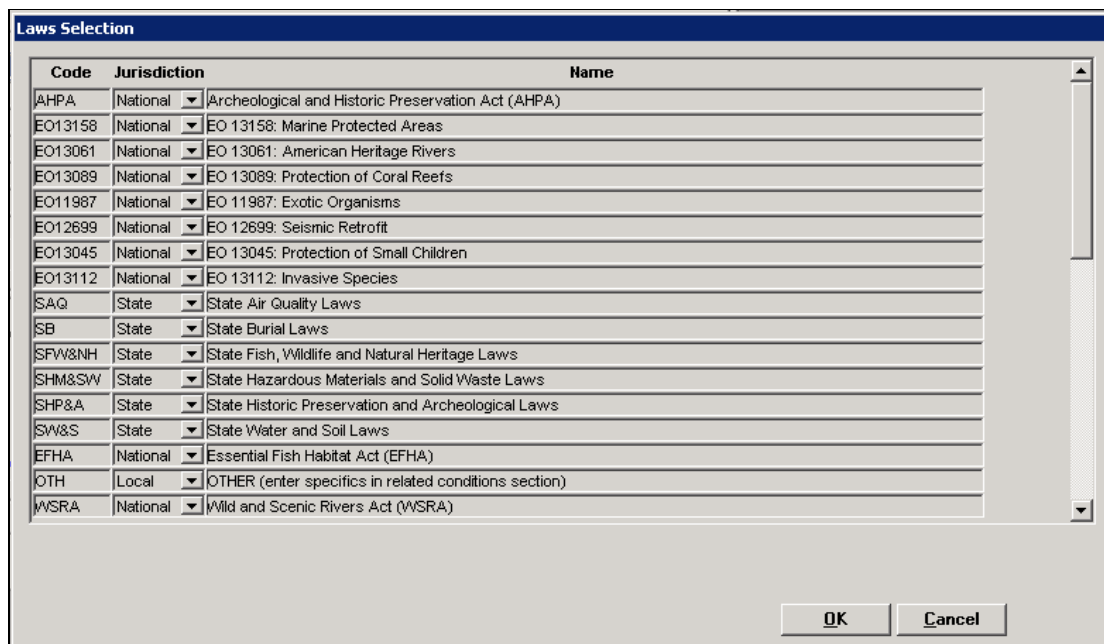 Laws Selection
Code Jurisdiction Name
AHPA National Archeological and Historic Preservation Act (AHPA)
EO13158 National EO 13158: Marine Protected Areas
EO13061 National EO 13061: American Heritage Rivers
EO13089 National EO 13089: Protection of Coral Reefs
EO11987 National EO 11987: Exotic Organisms
EO12699 National EO 12699: Seismic Retrofit
EO13045 National EO 13045: Protection of Small Children
EO13112 National EO 13112: Invasive Species
SAQ State State Air Quality Laws
SB State State Burial Laws
SFW&NH State State Fish, Wildlife and Natural Heritage Laws
SHM&SW State State Hazardous Materials and Solid Waste Laws
SHP&A State State Historic Preservation and Archeological Laws
SW&S State State Water and Soil Laws
EFHA National Essential Fish Habitat Act (EFHA)
OTH Local OTHER (enter specifics in related conditions section)
WSRA National Wild and Scenic Rivers Act (WSRA)
OK Cancel